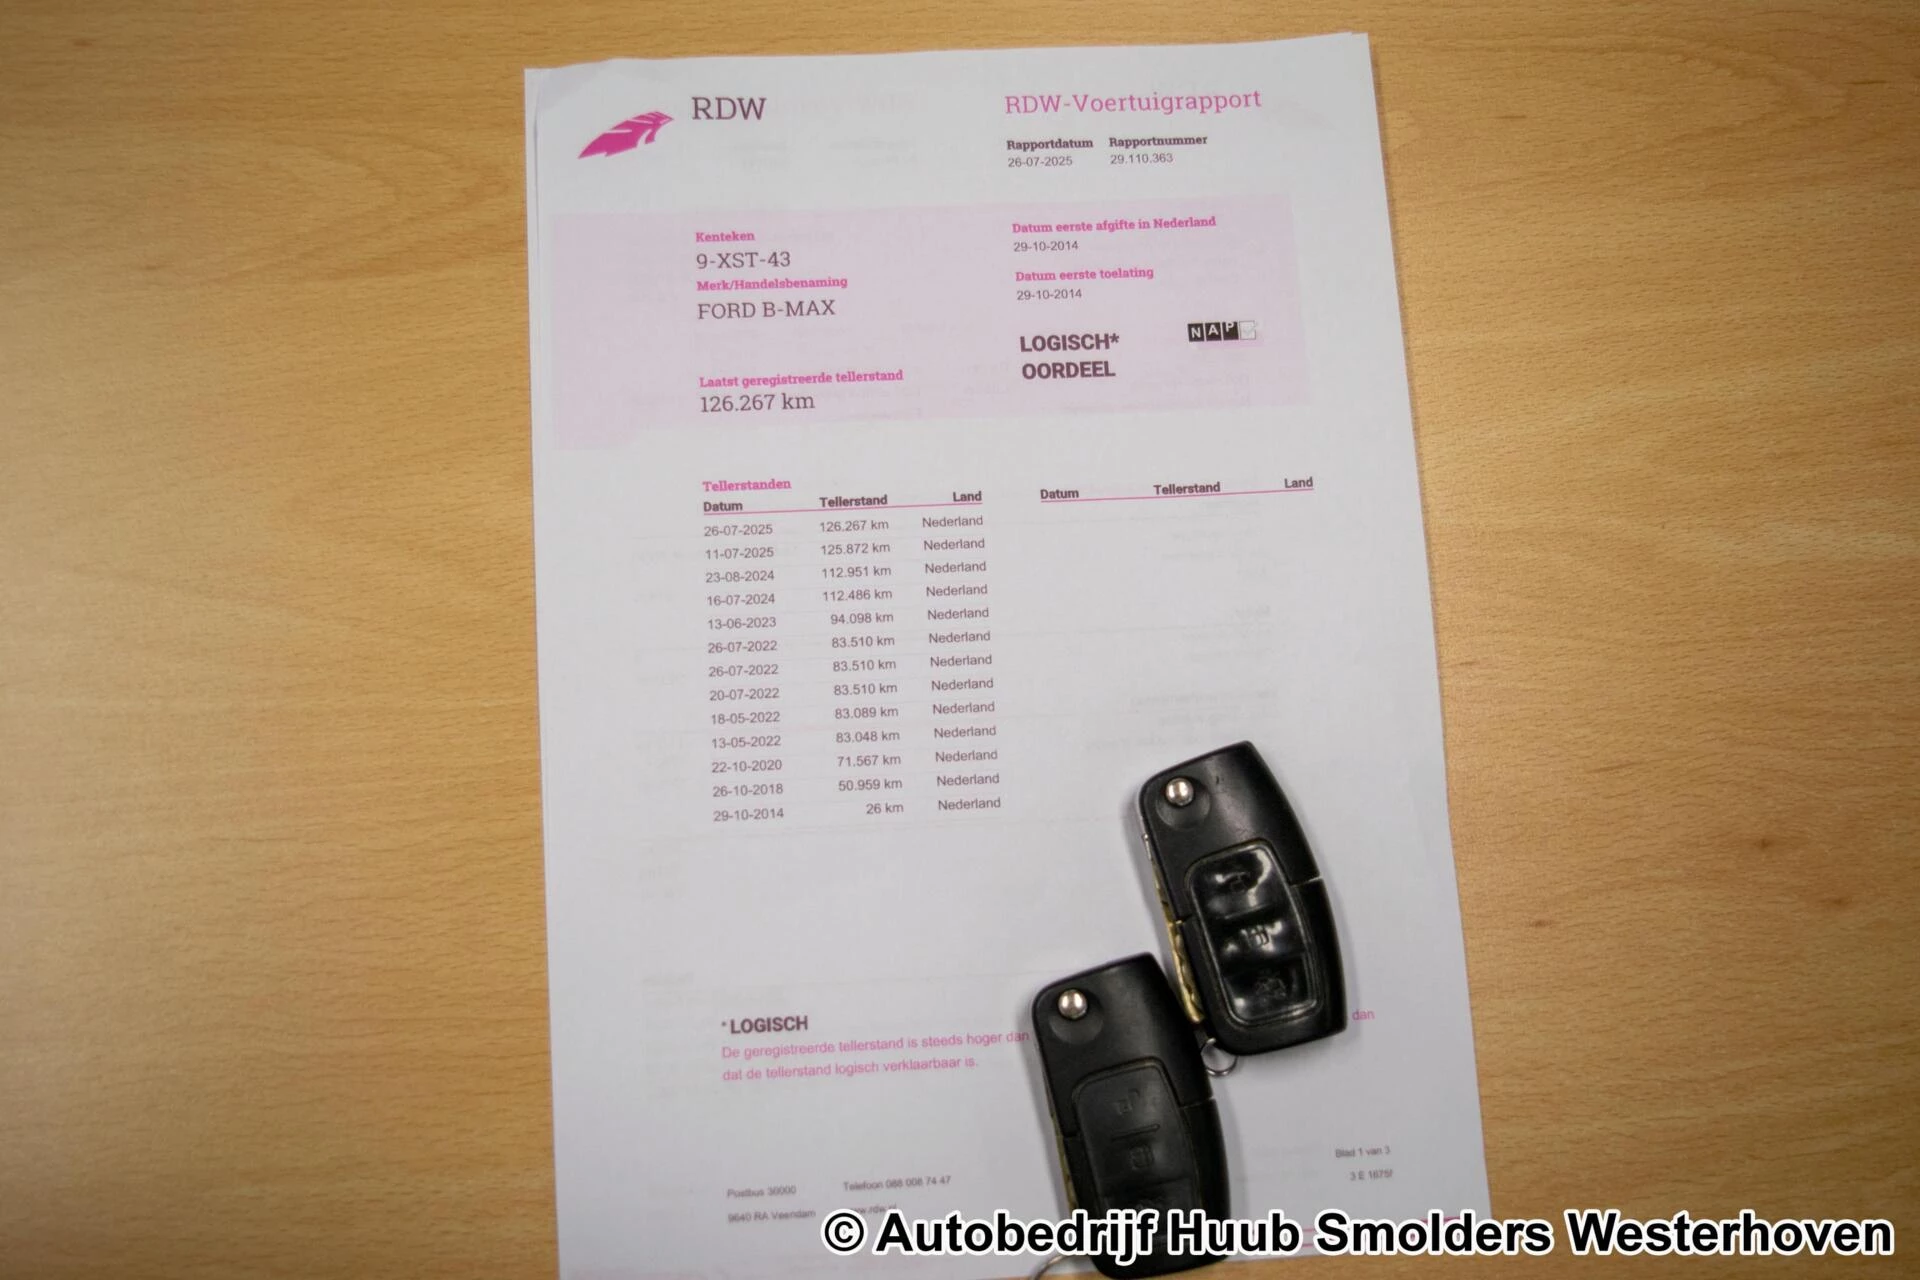 RDW
RDW-Voertuigrapport
Rapportdatum Rapportnummer
26-07-2025 29.110.363
Kenteken
9-XST-43
Merk/Handelsbenaming
FORD B-MAX
Laatst geregistreerde tellerstand
126.267 km
Datum eerste afgifte in Nederland
29-10-2014
Datum eerste toelating
29-10-2014
LOGISCH*
OORDEEL
NAP
Tellerstanden
Datum Tellerstand Land
26-07-2025 126.267 km Nederland
11-07-2025 125.872 km Nederland
23-08-2024 112.951 km Nederland
16-07-2024 112.486 km Nederland
13-06-2023 94.098 km Nederland
26-07-2022 83.510 km Nederland
26-07-2022 83.510 km Nederland
20-07-2022 83.510 km Nederland
18-05-2022 83.089 km Nederland
13-05-2022 83.048 km Nederland
22-10-2020 71.567 km Nederland
26-10-2018 50.959 km Nederland
29-10-2014 26 km Nederland
Datum Tellerstand Land
* LOGISCH
De geregistreerde tellerstand is steeds hoger dan dan
dat de tellerstand logisch verklaarbaar is.
Postbus 30000 Telefoon 088 008 74 47
9640 RA Veendam
Blad 1 van 3
3 E 1675f
© Autobedrijf Huub Smolders Westerhoven